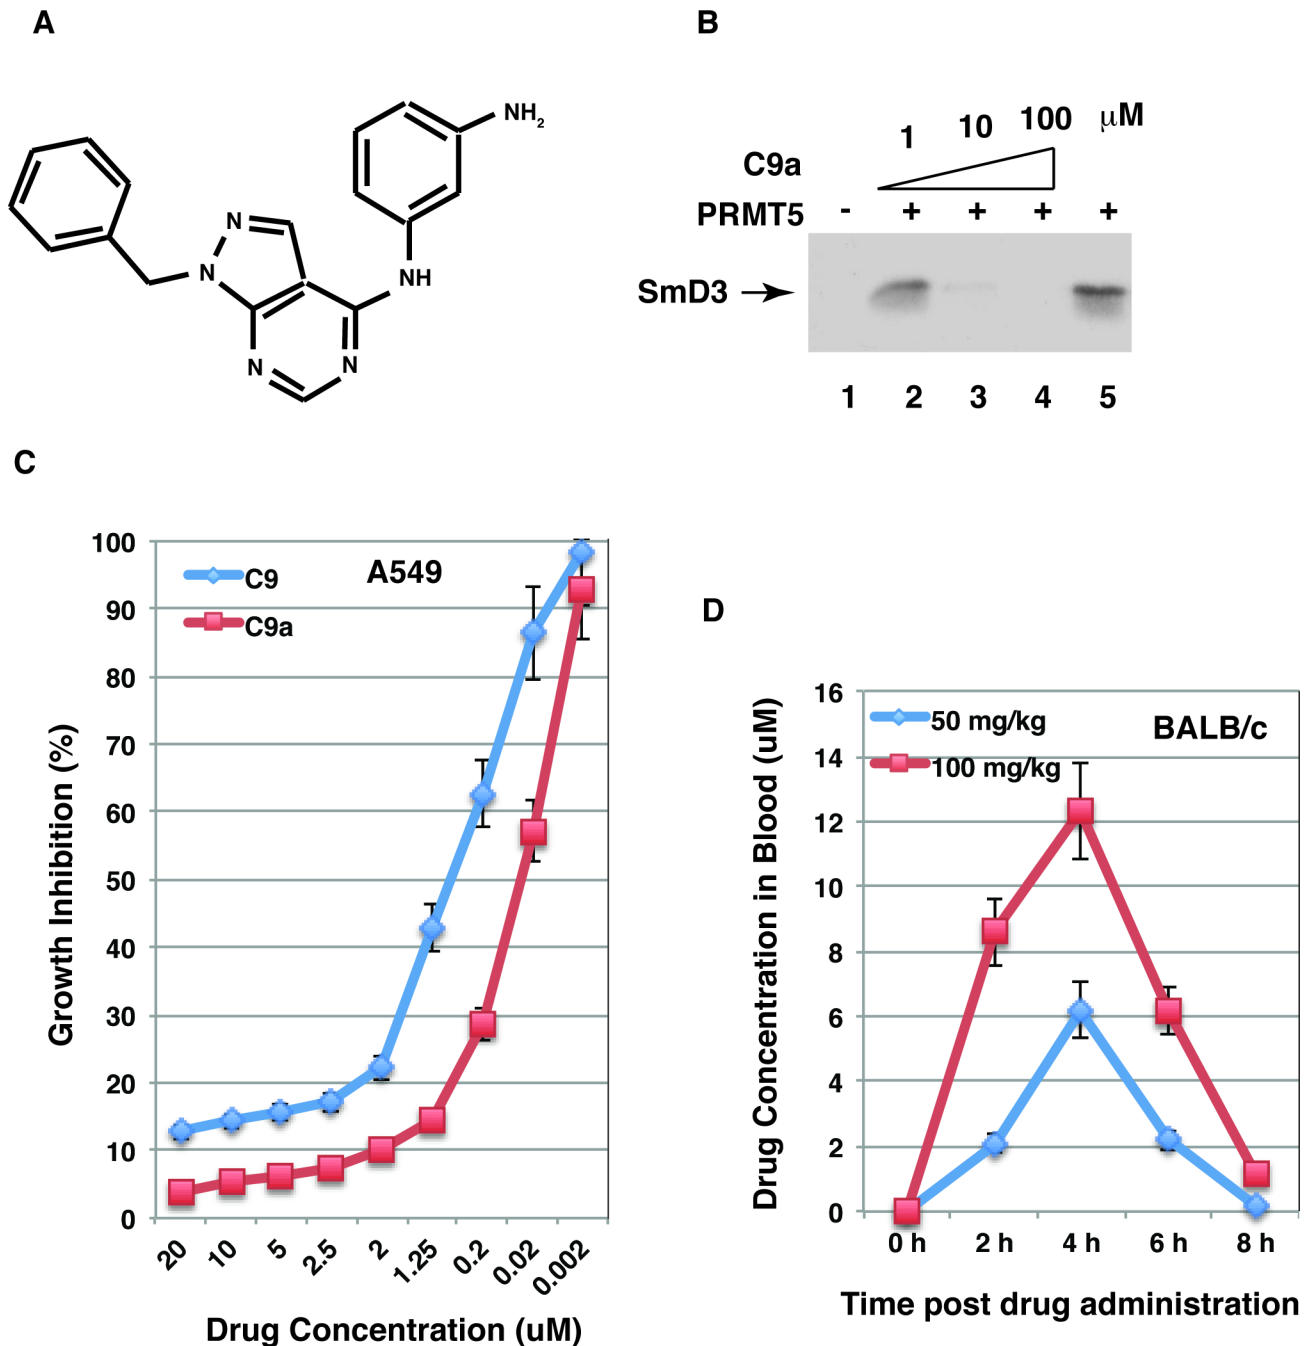 A
NH2
N
N
NH
N
N
B
1 10 100 μM
C9a
PRMT5 - + + + +
SmD3
1 2 3 4 5
C
100
90
80
70
60
50
40
30
20
10
0
C9
C9a
A549
Growth Inhibition (%)
20 10 5 2.5 2 1.25 0.2 0.02 0.002
Drug Concentration (uM)
D
16
14
12
10
8
6
4
2
0
50 mg/kg
100 mg/kg
BALB/c
Drug Concentration in Blood (uM)
0 h 2 h 4 h 6 h 8 h
Time post drug administration